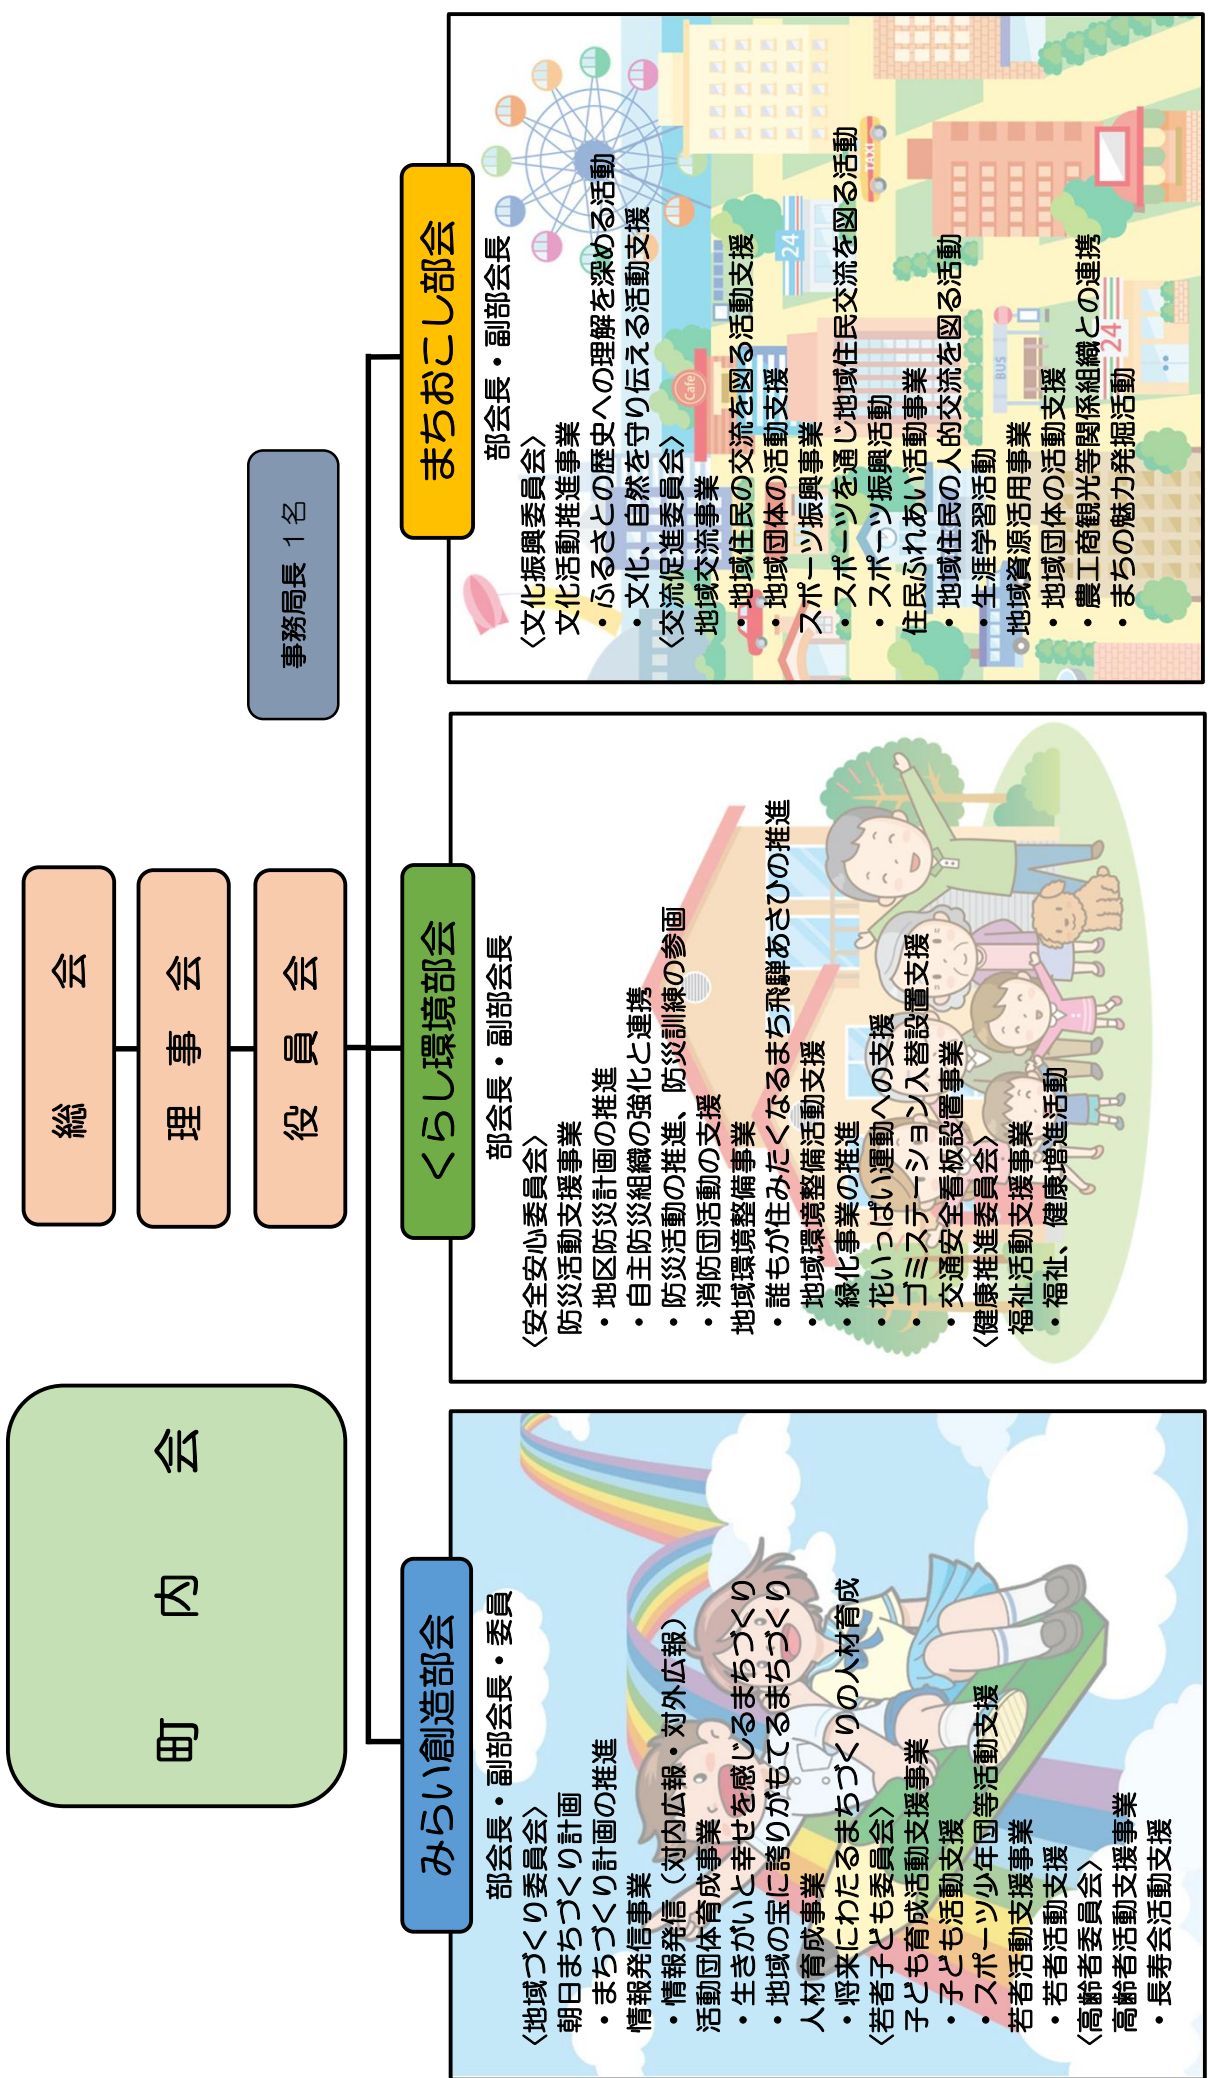 町内会
総会
理事会
役員会
事務局長 1 名
みらい創造部会
部会長・副部会長・委員
〈地域づくり委員会〉
朝日まちづくり計画
・まちづくり計画の推進
情報発信事業
・情報発信（対内広報・対外広報）
活動団体育成事業
・生きがいと幸せを感じるまちづくり
・地域の宝に誇りがもてるまちづくり
人材育成事業
・将来にわたるまちづくりの人材育成
〈若者子ども委員会〉
子ども育成活動支援事業
・子ども活動支援
・スポーツ少年団等活動支援
若者活動支援事業
・若者活動支援
〈高齢者委員会〉
高齢者活動支援事業
・長寿会活動支援
くらし環境部会
部会長・副部会長
〈安全安心委員会〉
防災活動支援事業
・地区防災計画の推進
・自主防災組織の強化と連携
・防災活動の推進、防災訓練の参画
・消防団活動の支援
地域環境整備事業
・誰もが住みたくなるまち飛騨あさひの推進
・地域環境整備活動支援
・緑化事業の推進
・花いっぱい運動への支援
・ゴミステーション入替設置支援
・交通安全看板設置事業
〈健康推進委員会〉
福祉活動支援事業
・福祉、健康増進活動
まちおこし部会
部会長・副部会長
〈文化振興委員会〉
文化活動推進事業
・ふるさとの歴史への理解を深める活動
・文化、自然を守り伝える活動支援
〈交流促進委員会〉
地域交流事業
・地域住民の交流を図る活動支援
・地域団体の活動支援
スポーツ振興事業
・スポーツを通じ地域住民交流を図る活動
・スポーツ振興活動
住民ふれあい活動事業
・地域住民の人的交流を図る活動
・生涯学習活動
地域資源活用事業
・地域団体の活動支援
・農工商観光等関係組織との連携
・まちの魅力発掘活動
Cafe
24
TAXI
BUS
24